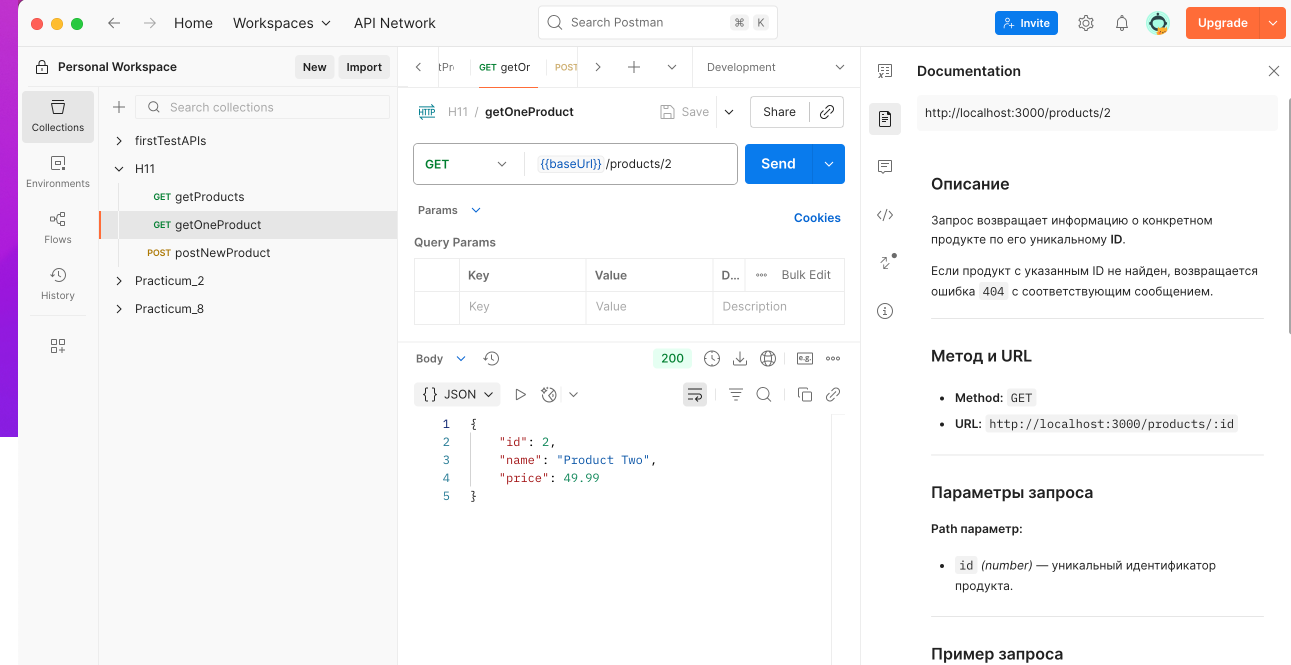 Home Workspaces API Network Search Postman ⌘ K Invite Upgrade
Personal Workspace New Import
GET getOr POST Development
Collections
Environments
Flows
History
Search collections
firstTestAPIs
H11
GET getProducts
GET getOneProduct
POST postNewProduct
Practicum_2
Practicum_8
HTTP H11 / getOneProduct Save Share
GET {{baseUrl}} /products/2 Send
Params Cookies
Query Params
Key Value D... Bulk Edit
Key Value Description
Body 200 e.g.
{} JSON
1 {
2 "id": 2,
3 "name": "Product Two",
4 "price": 49.99
5 }
Documentation
http://localhost:3000/products/2
Описание
Запрос возвращает информацию о конкретном
продукте по его уникальному ID.
Если продукт с указанным ID не найден, возвращается
ошибка 404 с соответствующим сообщением.
Метод и URL
• Method: GET
• URL: http://localhost:3000/products/:id
Параметры запроса
Path параметр:
• id (number) — уникальный идентификатор
продукта.
Пример запроса